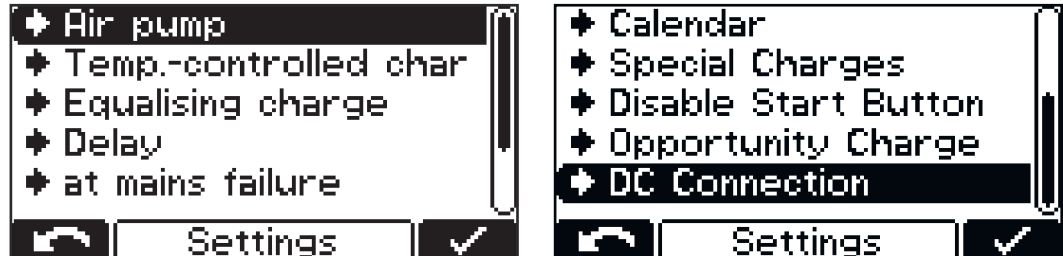 Air pump
Temp.-controlled char
Equalising charge
Delay
at mains failure
Settings
Calendar
Special Charges
Disable Start Button
Opportunity Charge
DC Connection
Settings